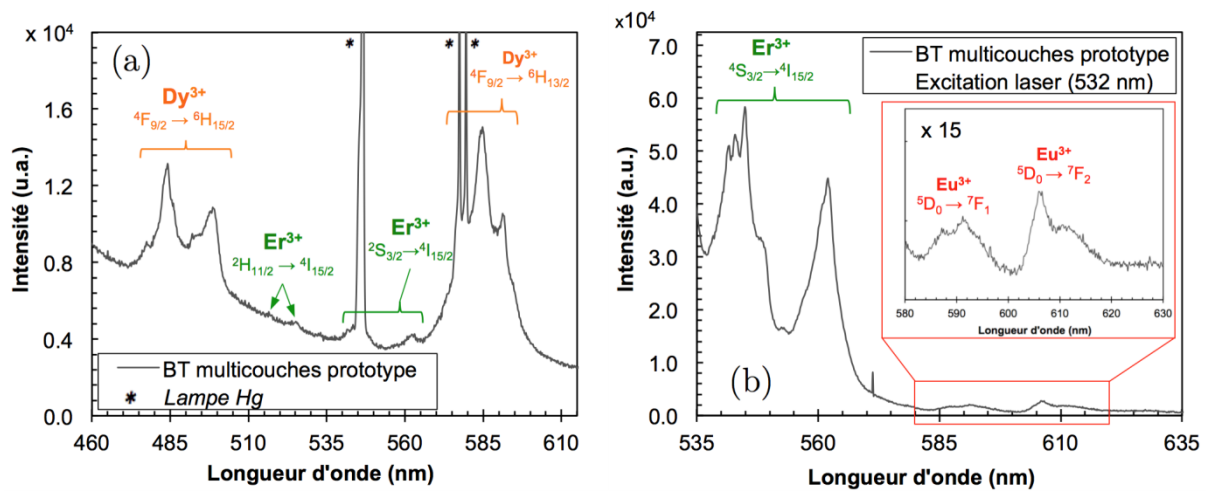 x 10⁴
(a)
Intensité (u.a.)
1.6
1.2
0.8
0.4
0.0
Dy³⁺
⁴F₉/₂→⁶H₁₅/₂
Er³⁺
²H₁₁/₂→⁴I₁₅/₂
* * *
Dy³⁺
⁴F₉/₂→⁶H₁₃/₂
Er³⁺
²S₃/₂→⁴I₁₅/₂
BT multicouches prototype
* Lampe Hg
460 485 510 535 560 585 610
Longueur d'onde (nm)
x10⁴
(b)
Intensité (a.u.)
7.0
6.0
5.0
4.0
3.0
2.0
1.0
0.0
Er³⁺
⁴S₃/₂→⁴I₁₅/₂
BT multicouches prototype
Excitation laser (532 nm)
x 15
Eu³⁺
⁵D₀→⁷F₁
Eu³⁺
⁵D₀→⁷F₂
580 590 600 610 620 630
Longueur d'onde (nm)
535 560 585 610 635
Longueur d'onde (nm)